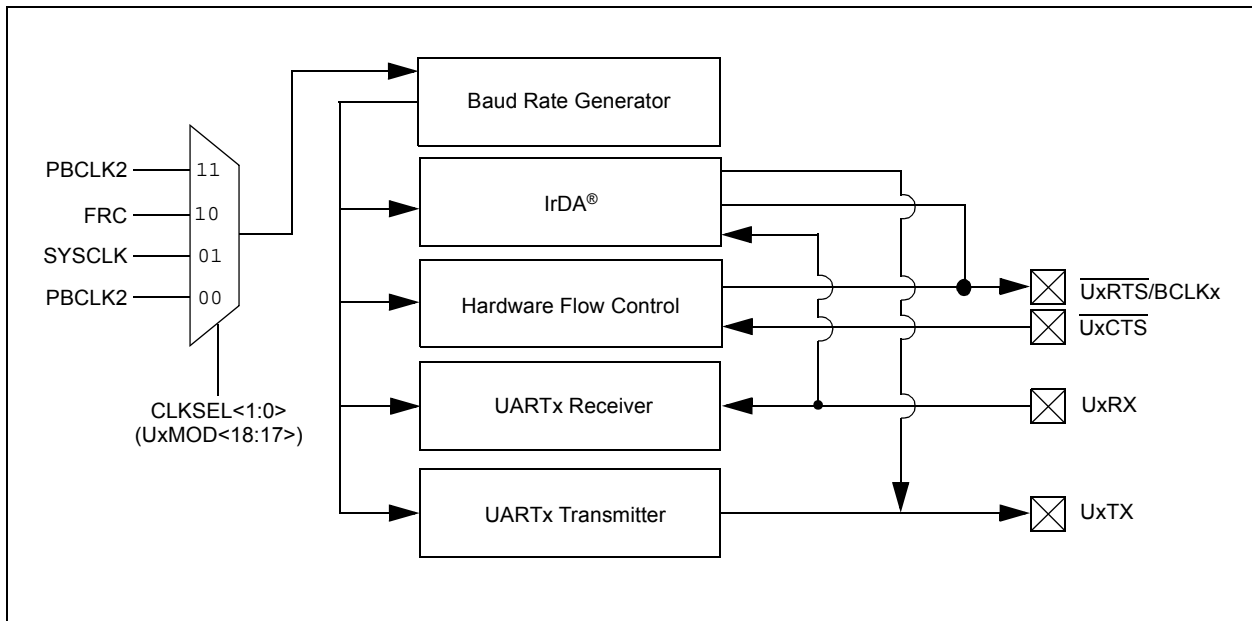 Baud Rate Generator
PBCLK2
11
FRC
10
SYSCLK
01
PBCLK2
00
CLKSEL<1:0>
(UxMOD<18:17>)
IrDA®
Hardware Flow Control
UxRTS/BCLKx
UxCTS
UARTx Receiver
UxRX
UARTx Transmitter
UxTX